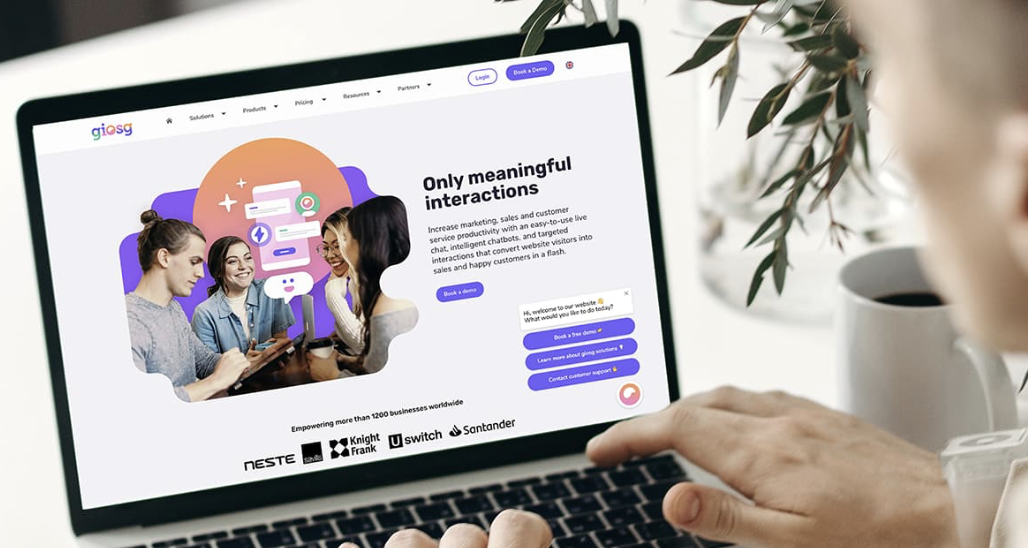 giosg
Solutions
Products
Pricing
Resources
Partners
Login
Book a Demo
Only meaningful
interactions
Increase marketing, sales and customer
service productivity with an easy-to-use live
chat, intelligent chatbots, and targeted
interactions that convert website visitors into
sales and happy customers in a flash.
Book a demo
Hi, welcome to our website 👋
What would you like to do today?
Book a free demo
Learn more about giosg solutions
Contact customer support
Empowering more than 1200 businesses worldwide
NESTE
savills
Knight
Frank
Uswitch
Santander